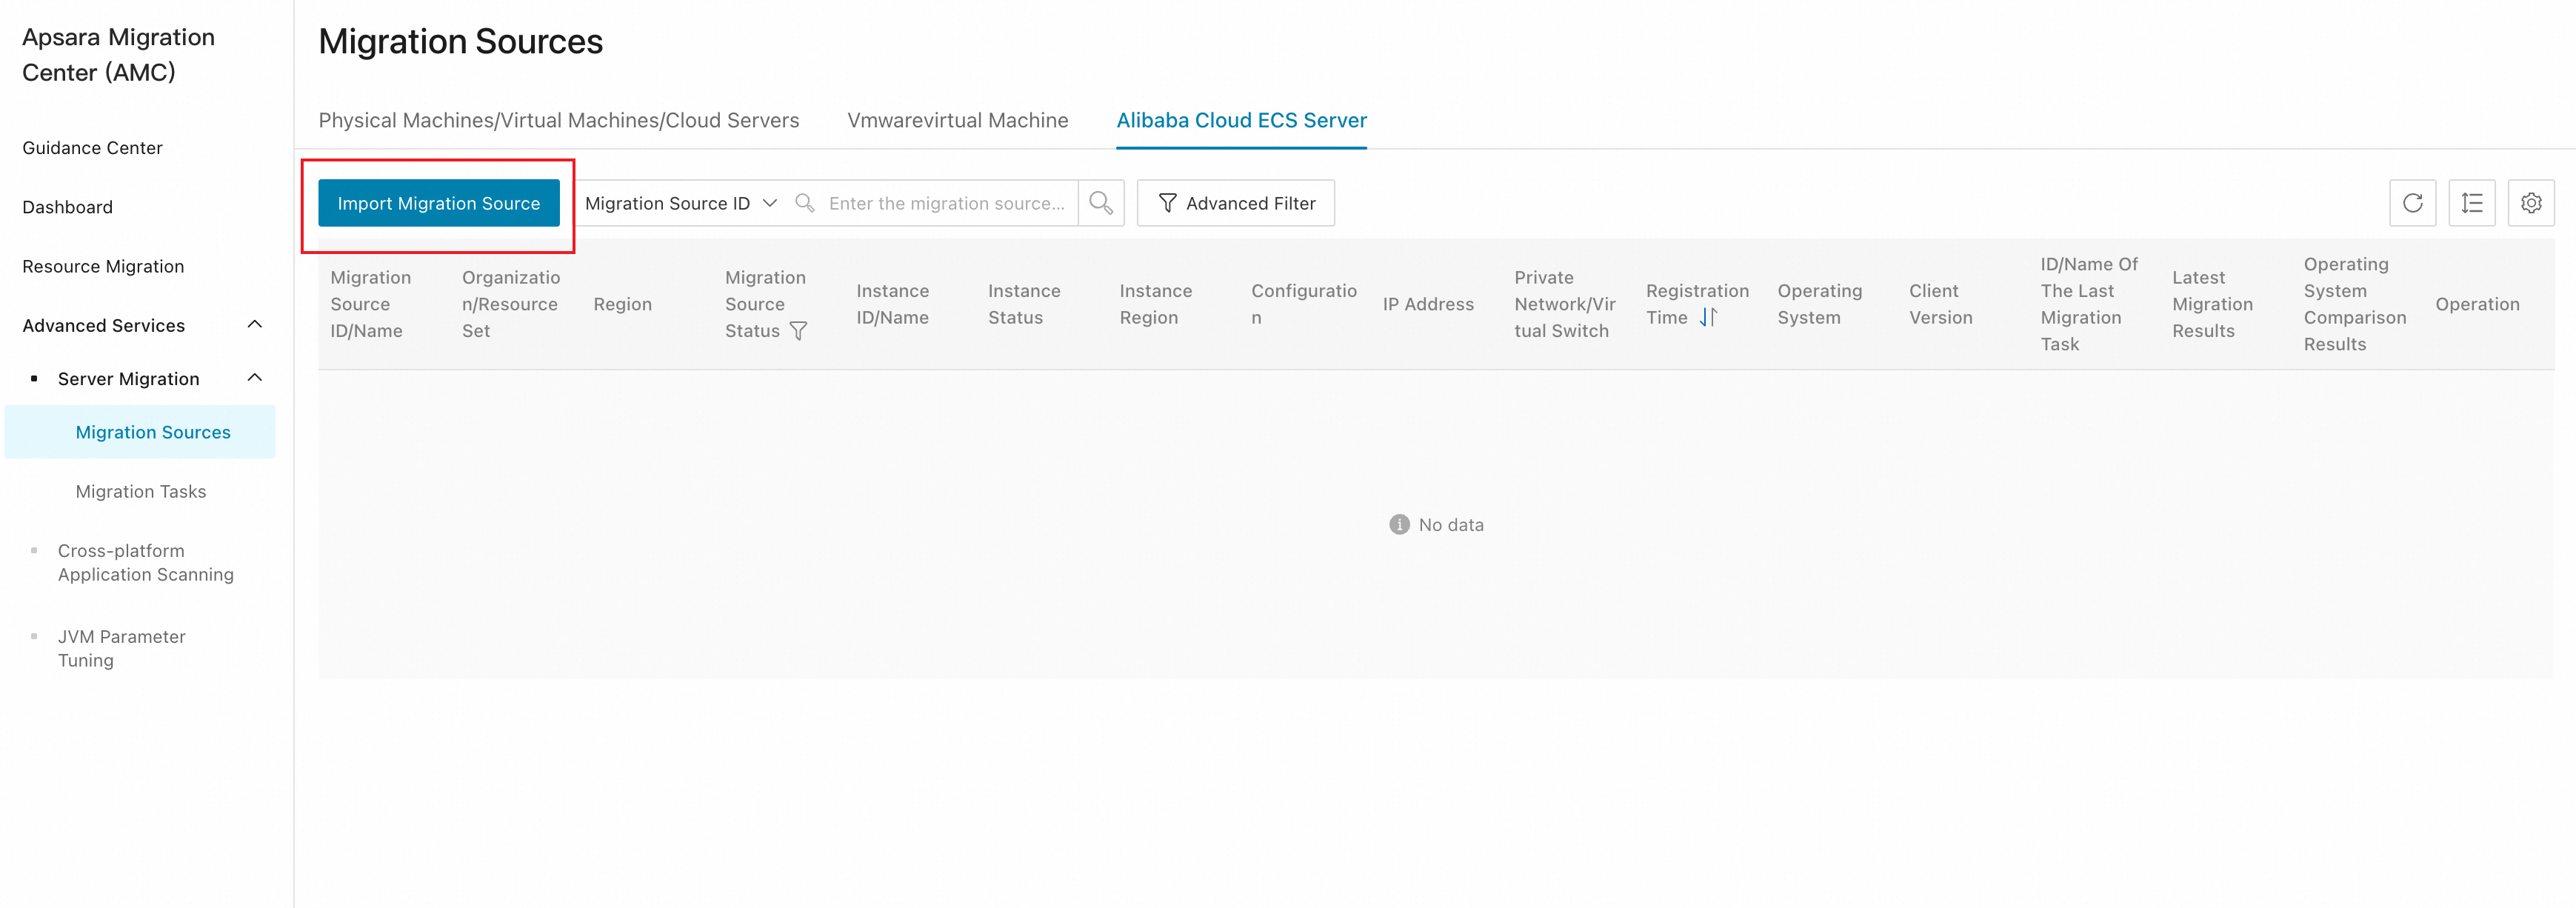 Apsara Migration
Center (AMC)
Guidance Center
Dashboard
Resource Migration
Advanced Services
Server Migration
Migration Sources
Migration Tasks
Cross-platform
Application Scanning
JVM Parameter
Tuning
Migration Sources
Physical Machines/Virtual Machines/Cloud Servers
Vmwarevirtual Machine
Alibaba Cloud ECS Server
Import Migration Source
Migration Source ID
Enter the migration source...
Advanced Filter
Migration
Source
ID/Name
Organizatio
n/Resource
Set
Region
Migration
Source
Status
Instance
ID/Name
Instance
Status
Instance
Region
Configuratio
n
IP Address
Private
Network/Vir
tual Switch
Registration
Time
Operating
System
Client
Version
ID/Name Of
The Last
Migration
Task
Latest
Migration
Results
Operating
System
Comparison
Results
Operation
No data